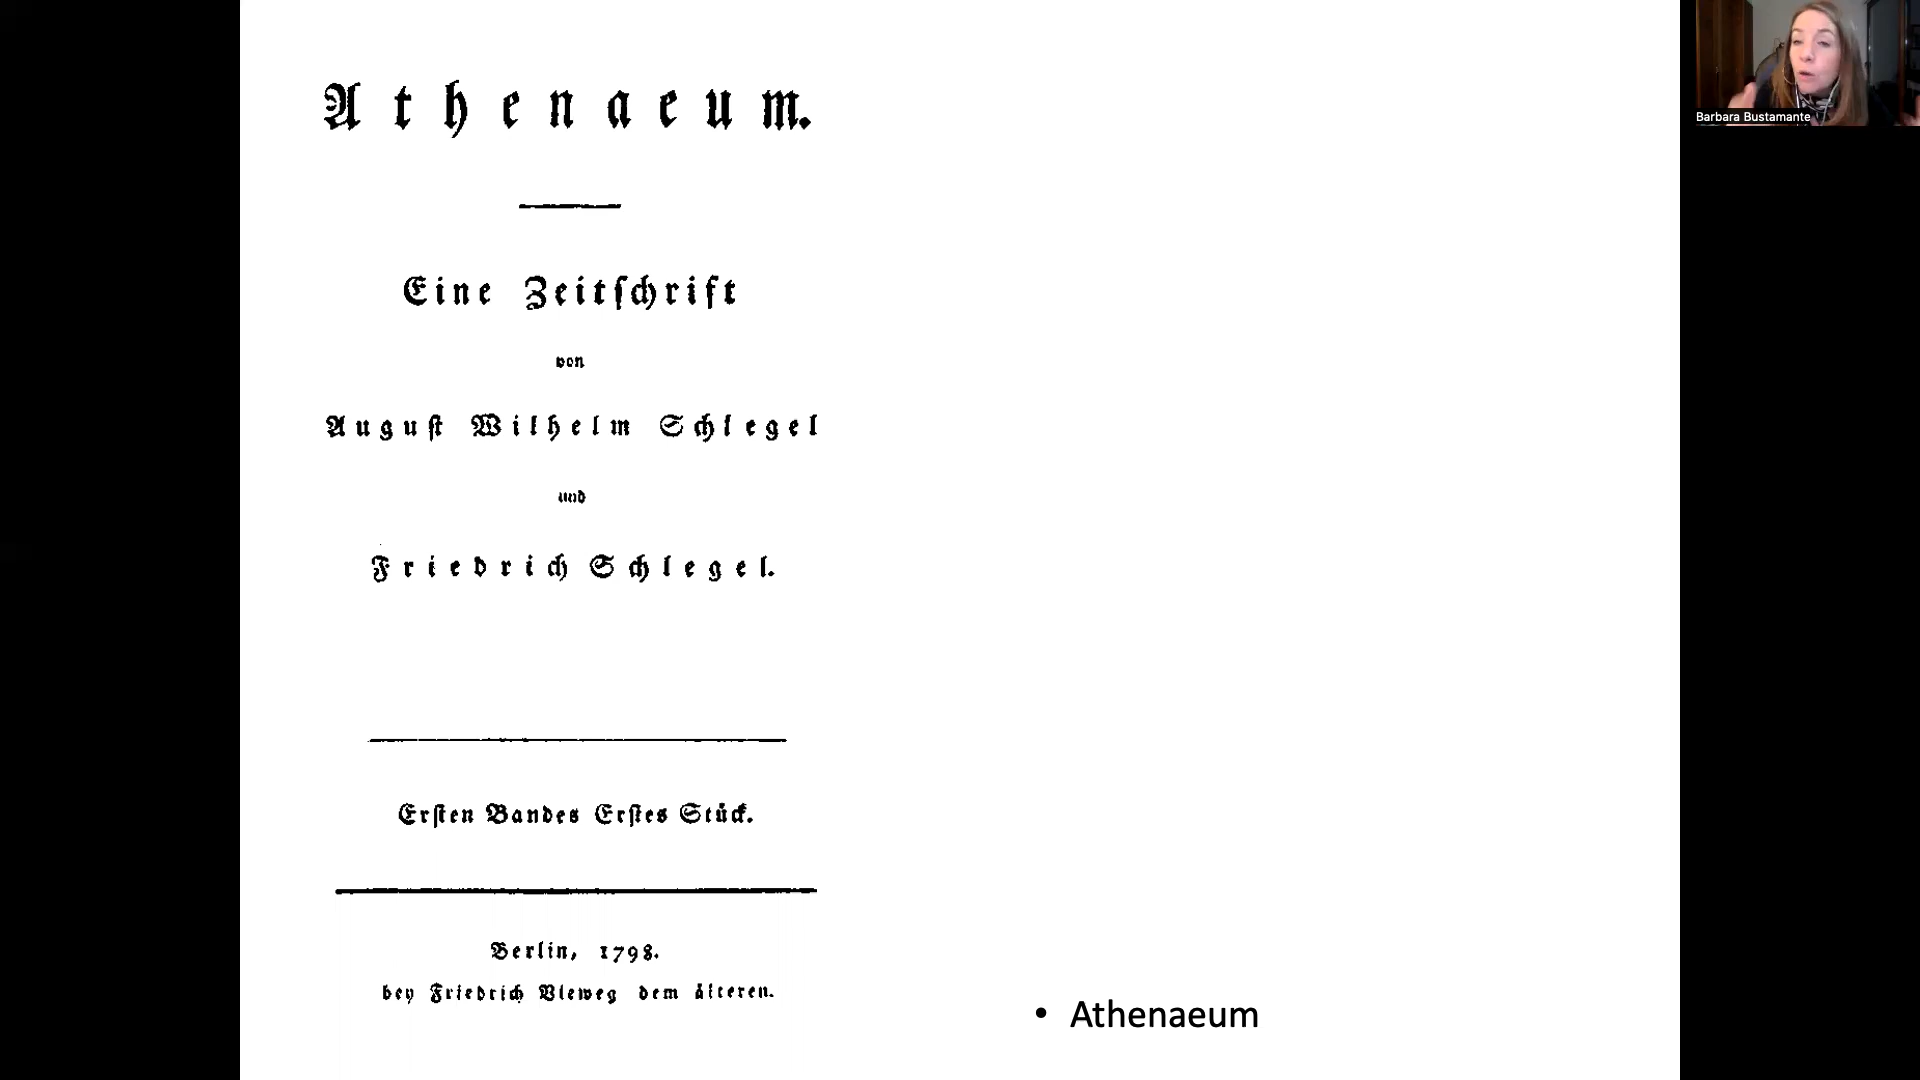 Athenaeum.
Eine Zeitſchrift
von
Auguſt Wilhelm Schlegel
und
Friedrich Schlegel.
Erſten Bandes Erſtes Stück.
Berlin, 1798.
bey Friedrich Vieweg dem älteren.
• Athenaeum
Barbara Bustamante